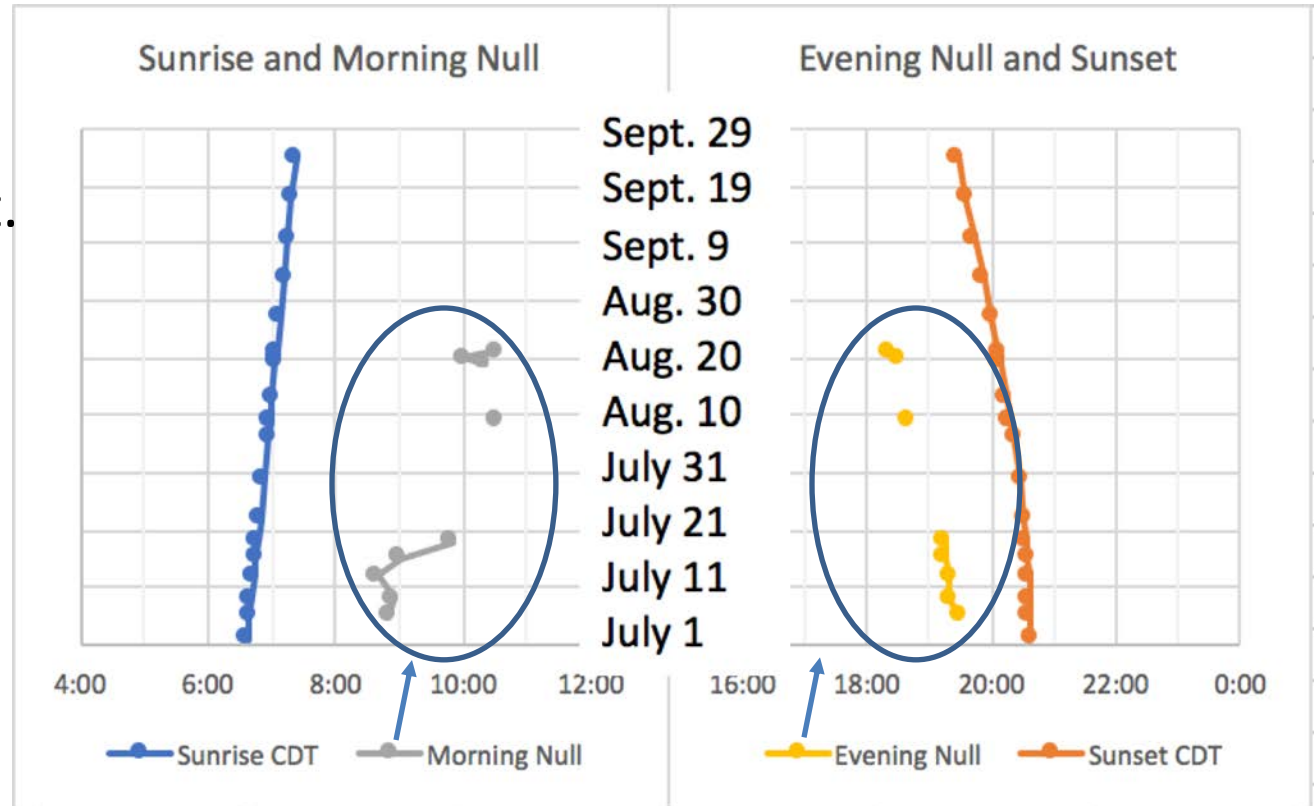 Sunrise and Morning Null
Evening Null and Sunset
Sept. 29
Sept. 19
Sept. 9
Aug. 30
Aug. 20
Aug. 10
July 31
July 21
July 11
July 1
4:00 6:00 8:00 10:00 12:00
16:00 18:00 20:00 22:00 0:00
Sunrise CDT Morning Null
Evening Null Sunset CDT